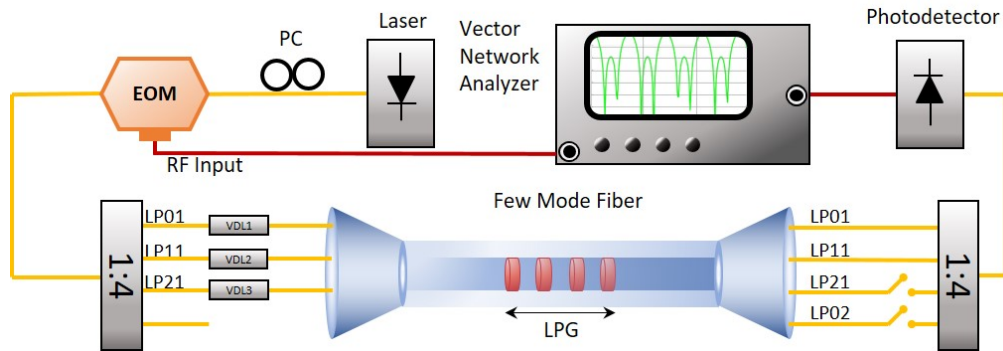 Laser
Vector
Network
Analyzer
Photodetector
PC
EOM
RF Input
Few Mode Fiber
LP01
VDL1
LP11
VDL2
LP21
VDL3
1:4
LPG
LP01
LP11
LP21
LP02
1:4